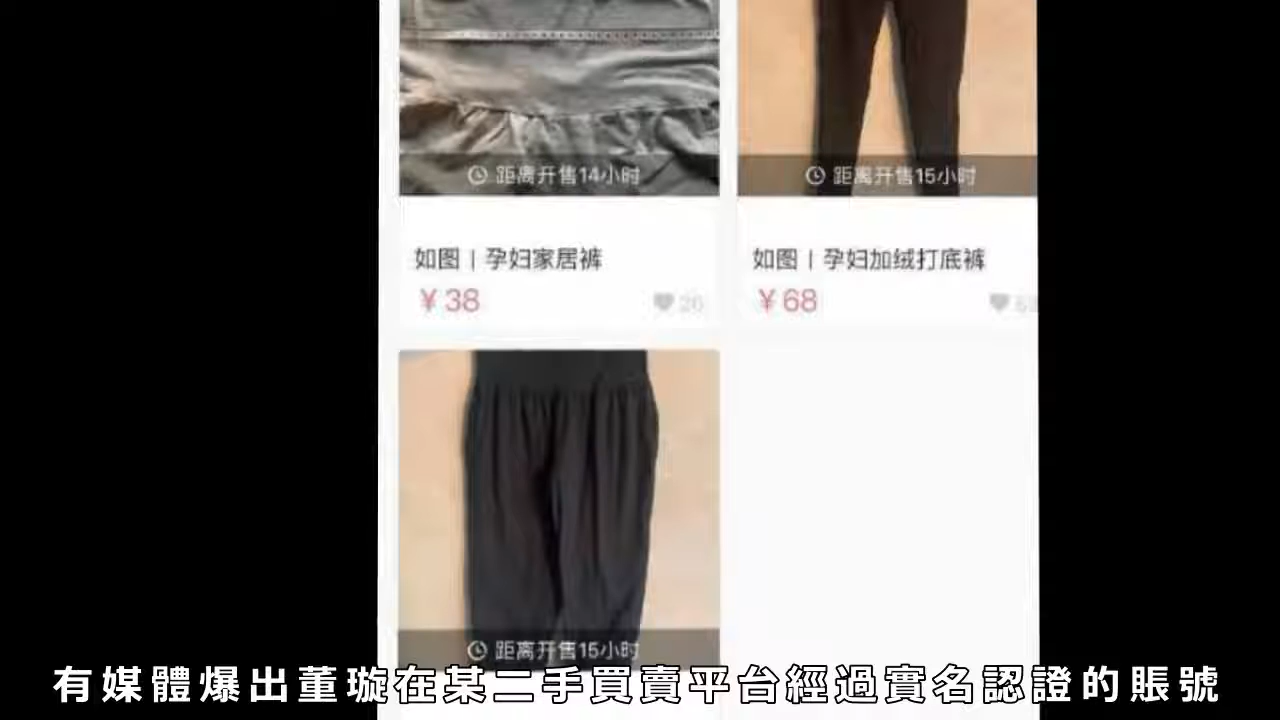 距离开售14小时
距离开售15小时
如图 | 孕妇家居裤
如图 | 孕妇加绒打底裤
¥38
20
¥68
距离开售15小时
有媒體爆出董璇在某二手買賣平台經過實名認證的賬號